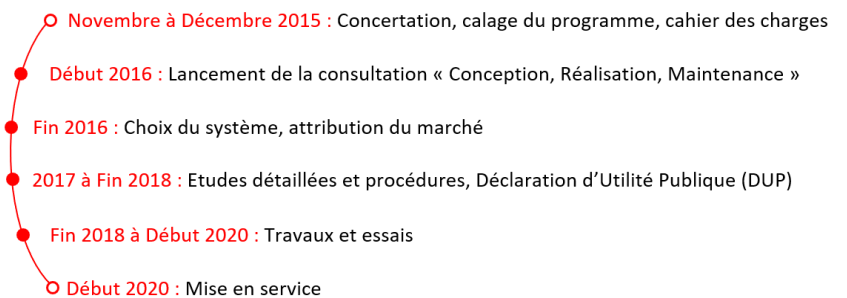 Novembre à Décembre 2015 : Concertation, calage du programme, cahier des charges
Début 2016 : Lancement de la consultation « Conception, Réalisation, Maintenance »
Fin 2016 : Choix du système, attribution du marché
2017 à Fin 2018 : Etudes détaillées et procédures, Déclaration d’Utilité Publique (DUP)
Fin 2018 à Début 2020 : Travaux et essais
Début 2020 : Mise en service